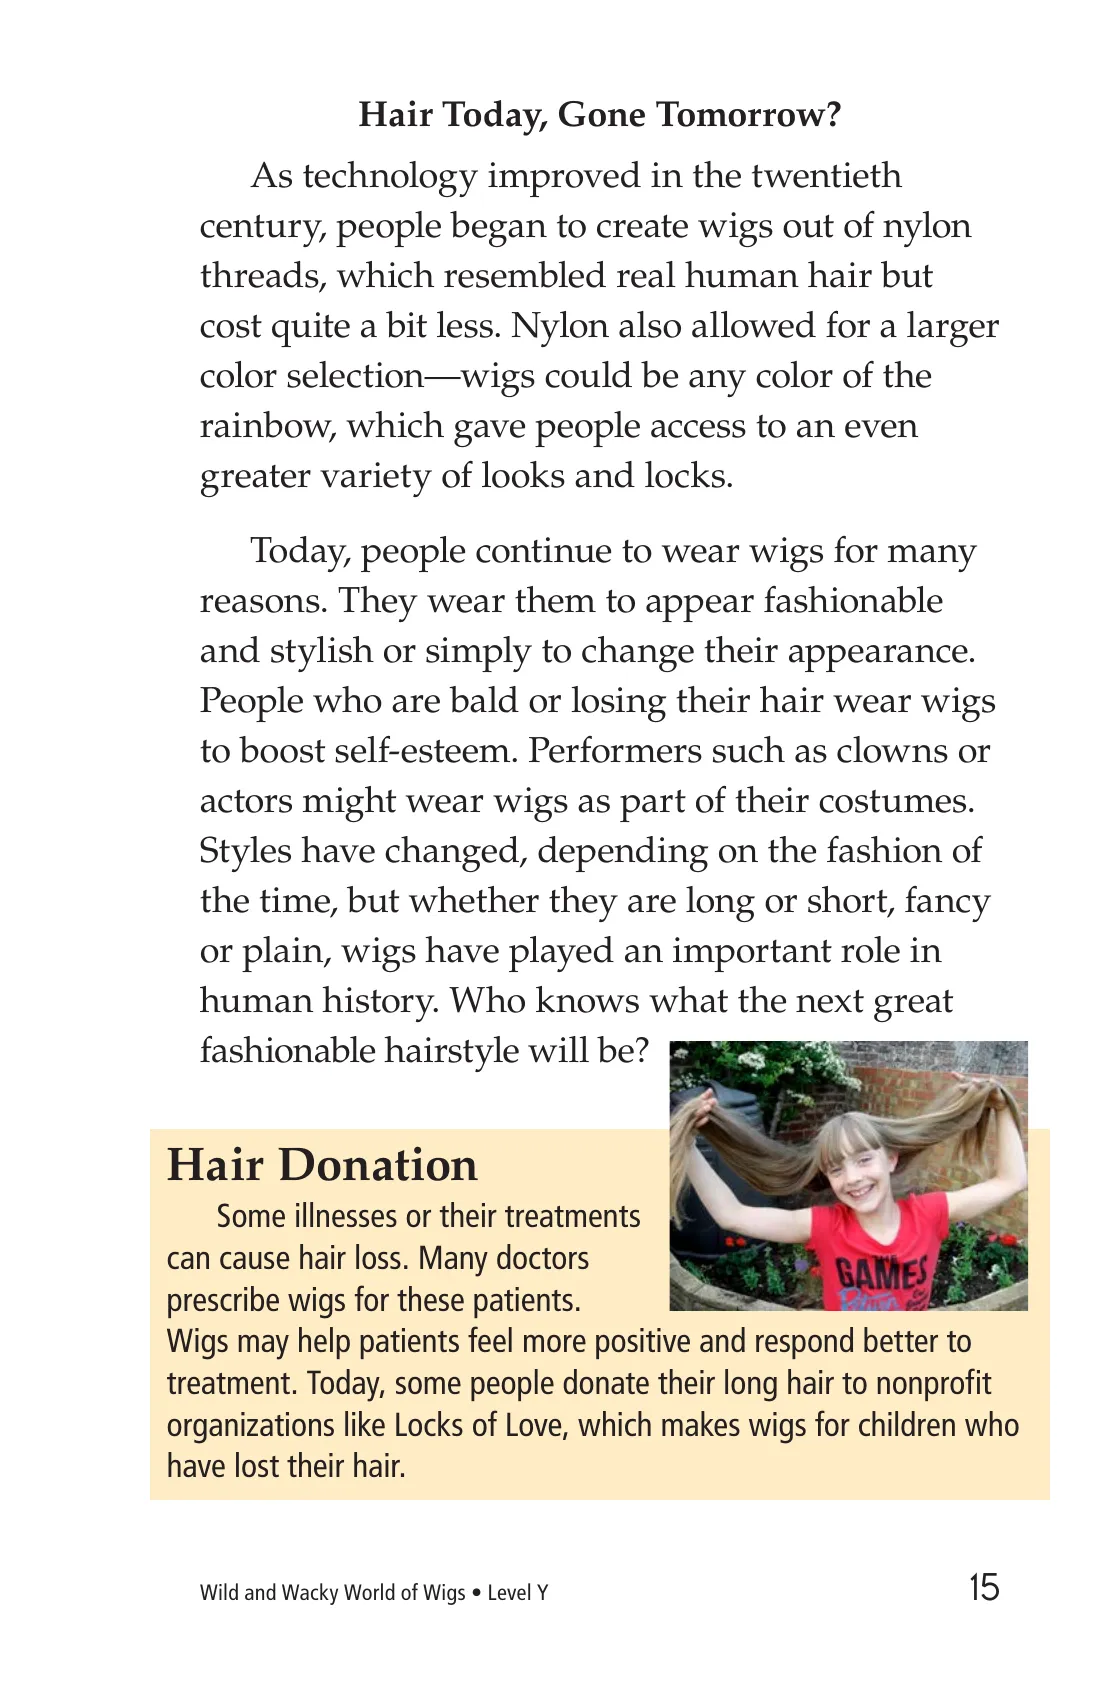 Hair Today, Gone Tomorrow?
As technology improved in the twentieth
century, people began to create wigs out of nylon
threads, which resembled real human hair but
cost quite a bit less. Nylon also allowed for a larger
color selection—wigs could be any color of the
rainbow, which gave people access to an even
greater variety of looks and locks.
Today, people continue to wear wigs for many
reasons. They wear them to appear fashionable
and stylish or simply to change their appearance.
People who are bald or losing their hair wear wigs
to boost self-esteem. Performers such as clowns or
actors might wear wigs as part of their costumes.
Styles have changed, depending on the fashion of
the time, but whether they are long or short, fancy
or plain, wigs have played an important role in
human history. Who knows what the next great
fashionable hairstyle will be?
Hair Donation
Some illnesses or their treatments
can cause hair loss. Many doctors
prescribe wigs for these patients.
Wigs may help patients feel more positive and respond better to
treatment. Today, some people donate their long hair to nonprofit
organizations like Locks of Love, which makes wigs for children who
have lost their hair.
GAMES
Wild and Wacky World of Wigs • Level Y
15